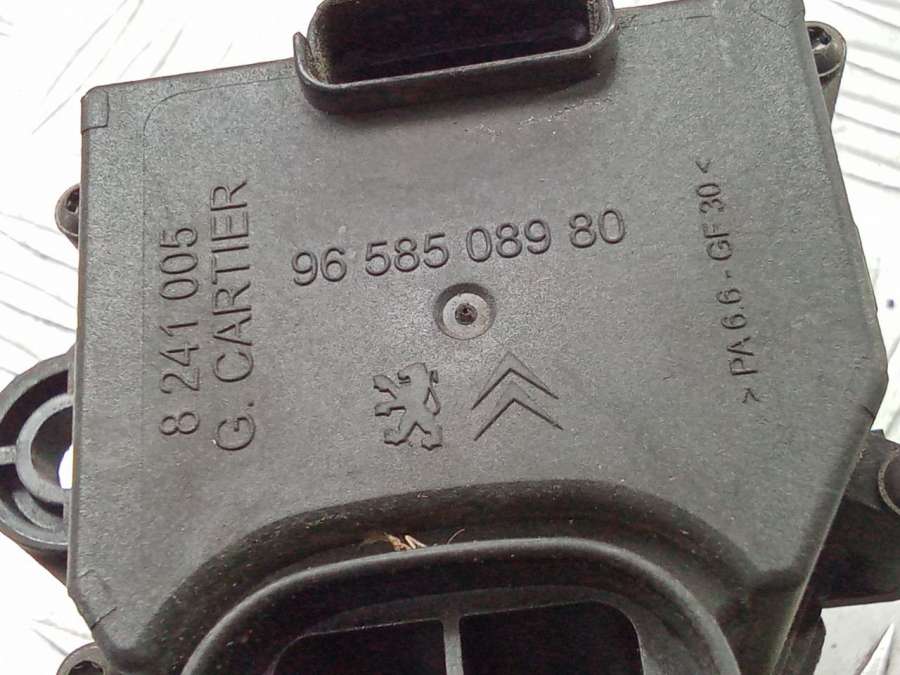 8 241 005
G. CARTIER
96 585 089 80
>PA 6.6 - GF 30<